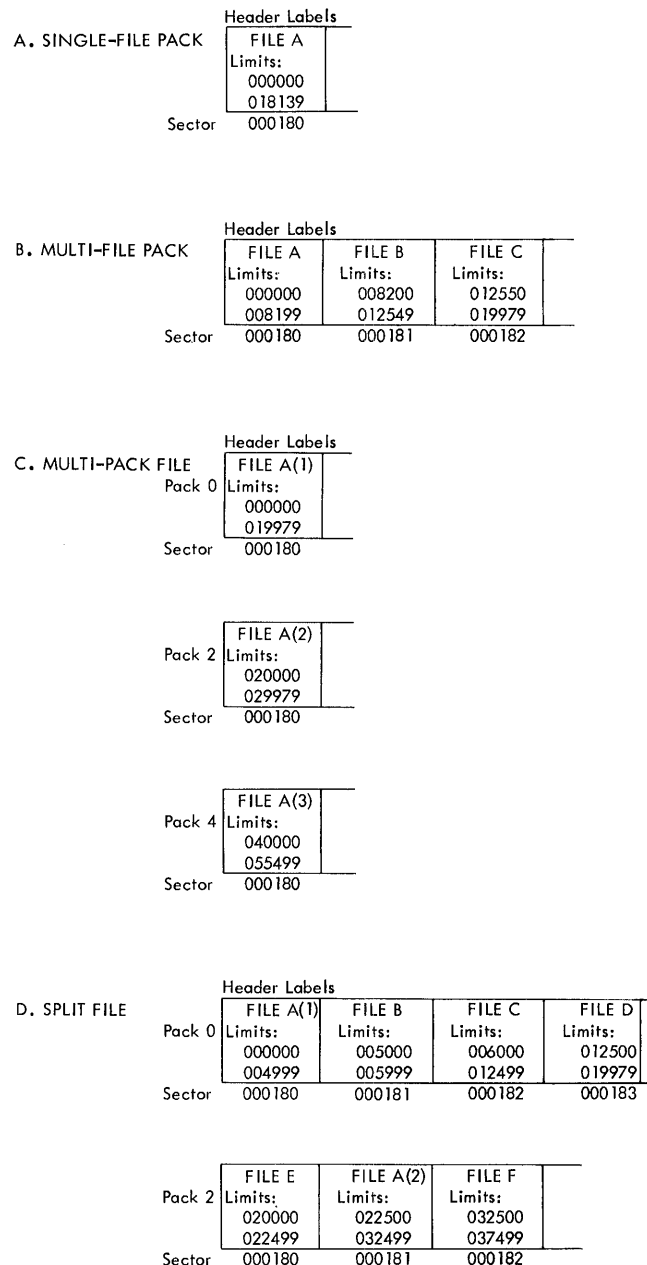 Header Labels
A. SINGLE-FILE PACK FILE A
Limits:
000000
018139
Sector 000180
Header Labels
B. MULTI-FILE PACK FILE A FILE B FILE C
Limits: Limits: Limits:
000000 008200 012550
008199 012549 019979
Sector 000180 000181 000182
Header Labels
C. MULTI-PACK FILE FILE A(1)
Pack 0 Limits:
000000
019979
Sector 000180
FILE A(2)
Pack 2 Limits:
020000
029979
Sector 000180
FILE A(3)
Pack 4 Limits:
040000
055499
Sector 000180
Header Labels
D. SPLIT FILE FILE A(1) FILE B FILE C FILE D
Pack 0 Limits: Limits: Limits: Limits:
000000 005000 006000 012500
004999 005999 012499 019979
Sector 000180 000181 000182 000183
FILE E FILE A(2) FILE F
Pack 2 Limits: Limits: Limits:
020000 022500 032500
022499 032499 037499
Sector 000180 000181 000182